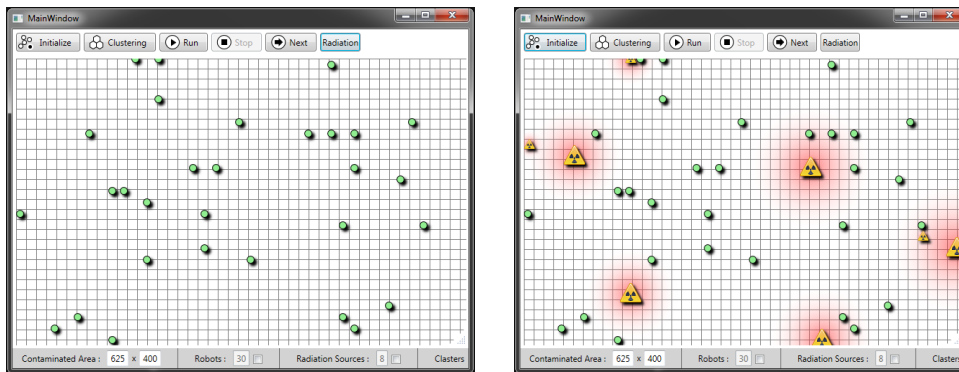 MainWindow
Initialize Clustering Run Stop Next Radiation
Contaminated Area : 625 x 400 Robots : 30 Radiation Sources : 8 Clasters
MainWindow
Initialize Clustering Run Stop Next Radiation
Contaminated Area : 625 x 400 Robots : 30 Radiation Sources : 8 Clasters